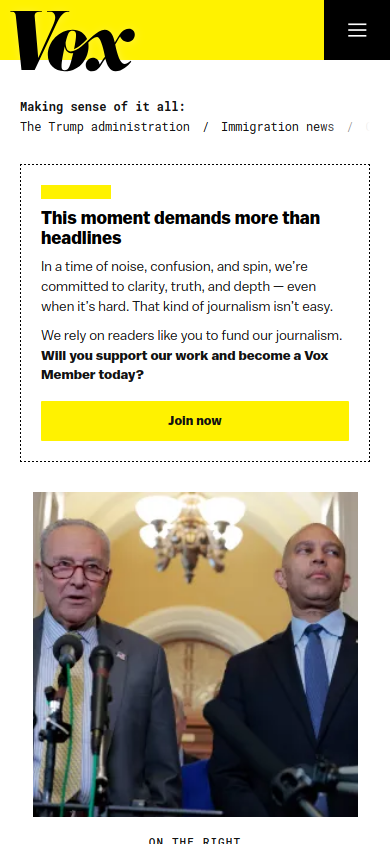 Vox
Making sense of it all:
The Trump administration / Immigration news /
This moment demands more than
headlines
In a time of noise, confusion, and spin, we're
committed to clarity, truth, and depth — even
when it's hard. That kind of journalism isn't easy.
We rely on readers like you to fund our journalism.
Will you support our work and become a Vox
Member today?
Join now
ON THE RIGHT